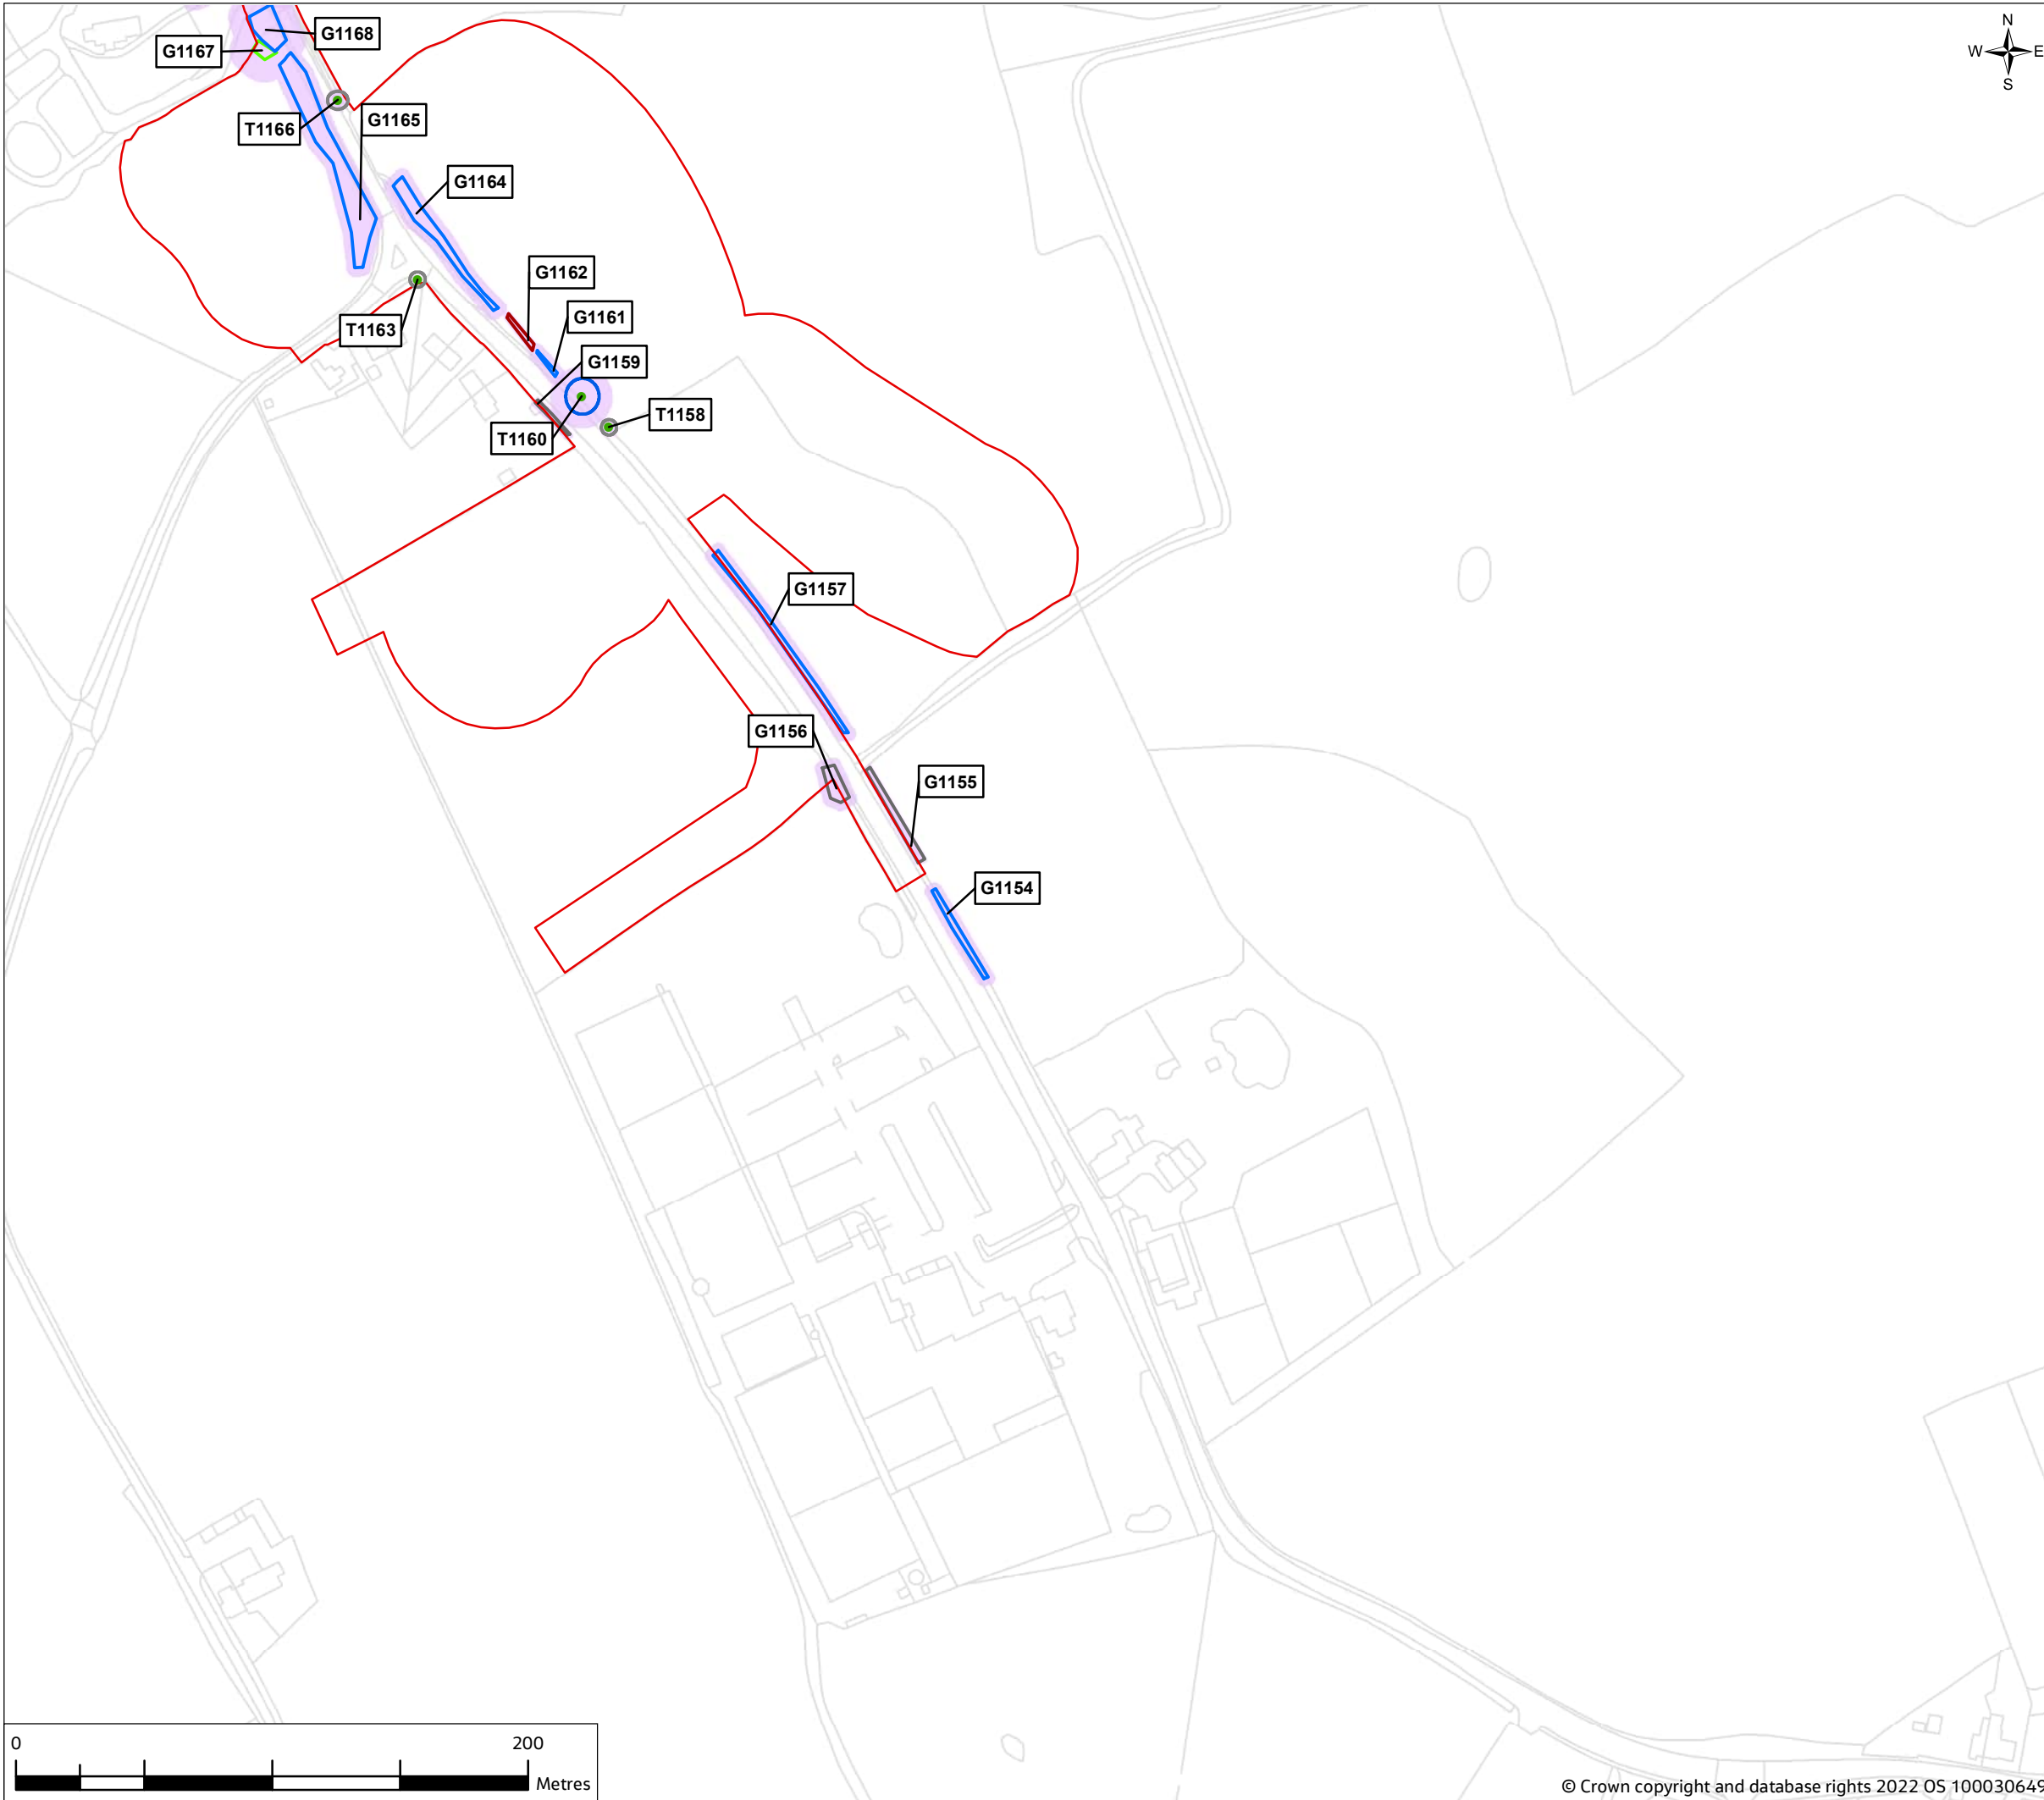 N
W E
S
G1168
G1167
T1166
G1165
G1164
G1162
T1163
G1161
G1159
T1158
T1160
G1157
G1156
G1155
G1154
0 200
Metres
© Crown copyright and database rights 2022 OS 100030649